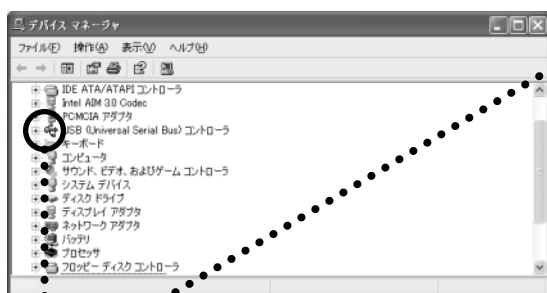 デバイス マネージャ
ファイル(F) 操作(A) 表示(V) ヘルプ(H)
IDE ATA/ATAPI コントローラ
Intel AIM 3.0 Codec
PCMCIA アダプタ
USB (Universal Serial Bus) コントローラ
キーボード
コンピュータ
サウンド、ビデオ、およびゲーム コントローラ
システム デバイス
ディスク ドライブ
ディスプレイ アダプタ
ネットワーク アダプタ
バッテリ
プロセッサ
フロッピー ディスク コントローラ